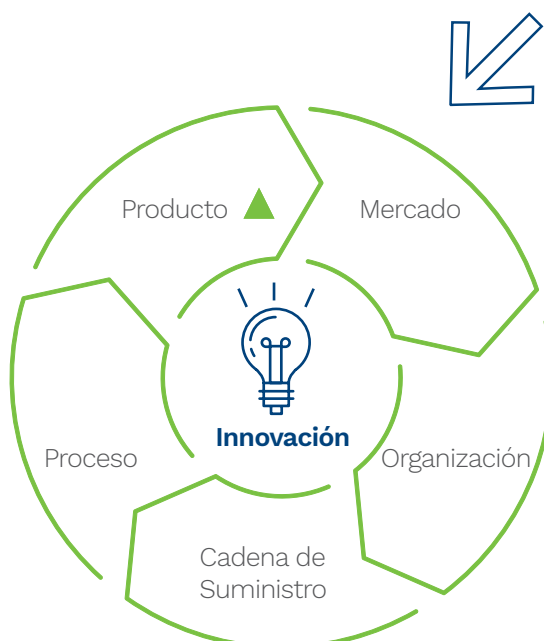 Producto
Mercado
Innovación
Proceso
Organización
Cadena de
Suministro